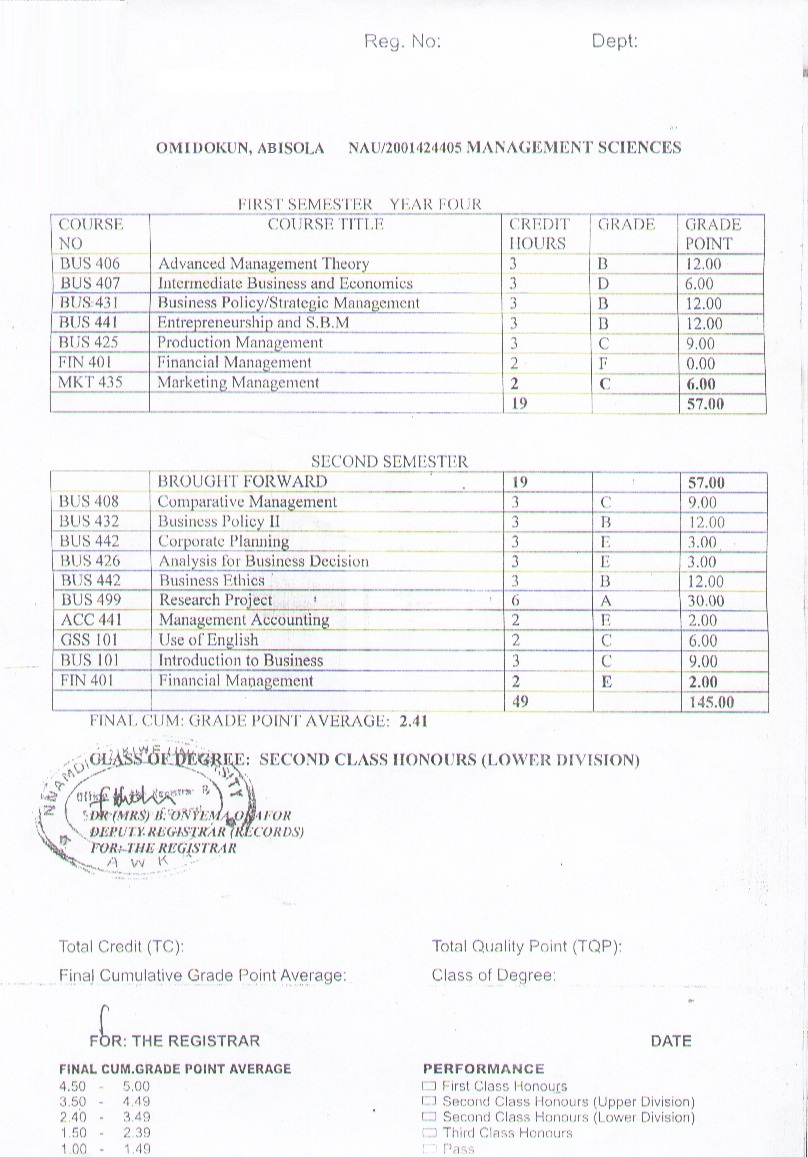 Reg. No: Dept:
OMIDOKUN, ABISOLA NAU/2001424405 MANAGEMENT SCIENCES
FIRST SEMESTER YEAR FOUR
COURSE NO COURSE TITLE CREDIT HOURS GRADE GRADE POINT
BUS 406 Advanced Management Theory 3 B 12.00
BUS 407 Intermediate Business and Economics 3 D 6.00
BUS 431 Business Policy/Strategic Management 3 B 12.00
BUS 441 Entrepreneurship and S.B.M 3 B 12.00
BUS 425 Production Management 3 C 9.00
FIN 401 Financial Management 2 F 0.00
MKT 435 Marketing Management 2 C 6.00
19 57.00
SECOND SEMESTER
BROUGHT FORWARD 19 57.00
BUS 408 Comparative Management 3 C 9.00
BUS 432 Business Policy II 3 B 12.00
BUS 442 Corporate Planning 3 E 3.00
BUS 426 Analysis for Business Decision 3 E 3.00
BUS 442 Business Ethics 3 B 12.00
BUS 499 Research Project 6 A 30.00
ACC 441 Management Accounting 2 E 2.00
GSS 101 Use of English 2 C 6.00
BUS 101 Introduction to Business 3 C 9.00
FIN 401 Financial Management 2 E 2.00
49 145.00
FINAL CUM: GRADE POINT AVERAGE: 2.41
CLASS OF DEGREE: SECOND CLASS HONOURS (LOWER DIVISION)
DR (MRS) B. ONYEMA OKAFOR
DEPUTY REGISTRAR (RECORDS)
FOR: THE REGISTRAR
AWK
Total Credit (TC): Total Quality Point (TQP):
Final Cumulative Grade Point Average: Class of Degree:
FOR: THE REGISTRAR DATE
FINAL CUM.GRADE POINT AVERAGE PERFORMANCE
4.50 - 5.00 First Class Honours
3.50 - 4.49 Second Class Honours (Upper Division)
2.40 - 3.49 Second Class Honours (Lower Division)
1.50 - 2.39 Third Class Honours
1.00 - 1.49 Pass